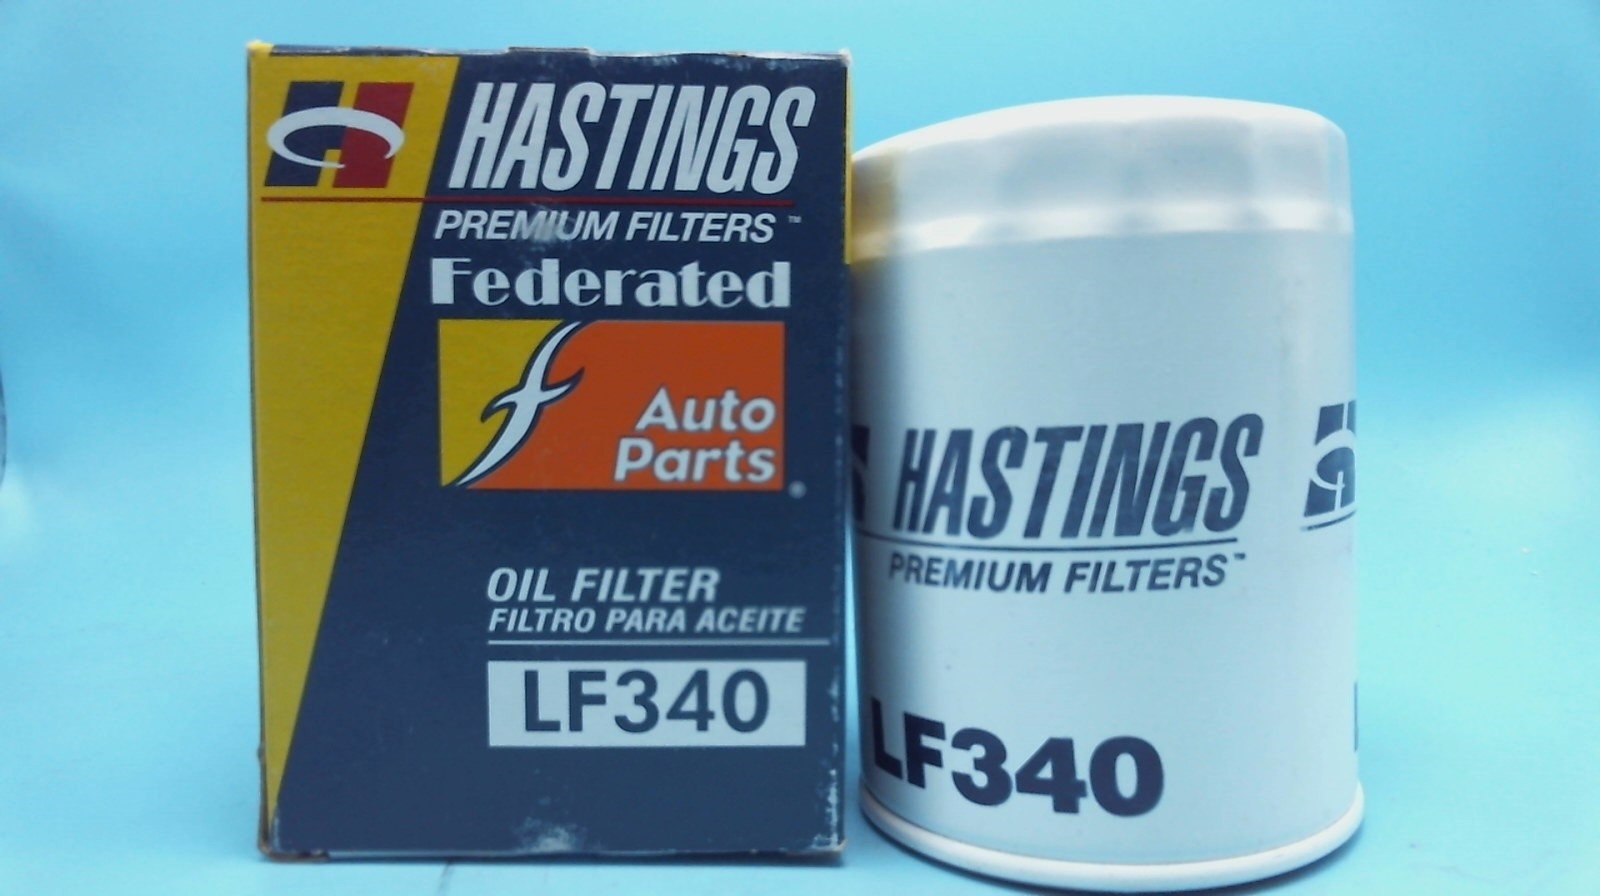 HASTINGS
PREMIUM FILTERS™
Federated
Auto
Parts®
OIL FILTER
FILTRO PARA ACEITE
LF340
HASTINGS
PREMIUM FILTERS™
LF340